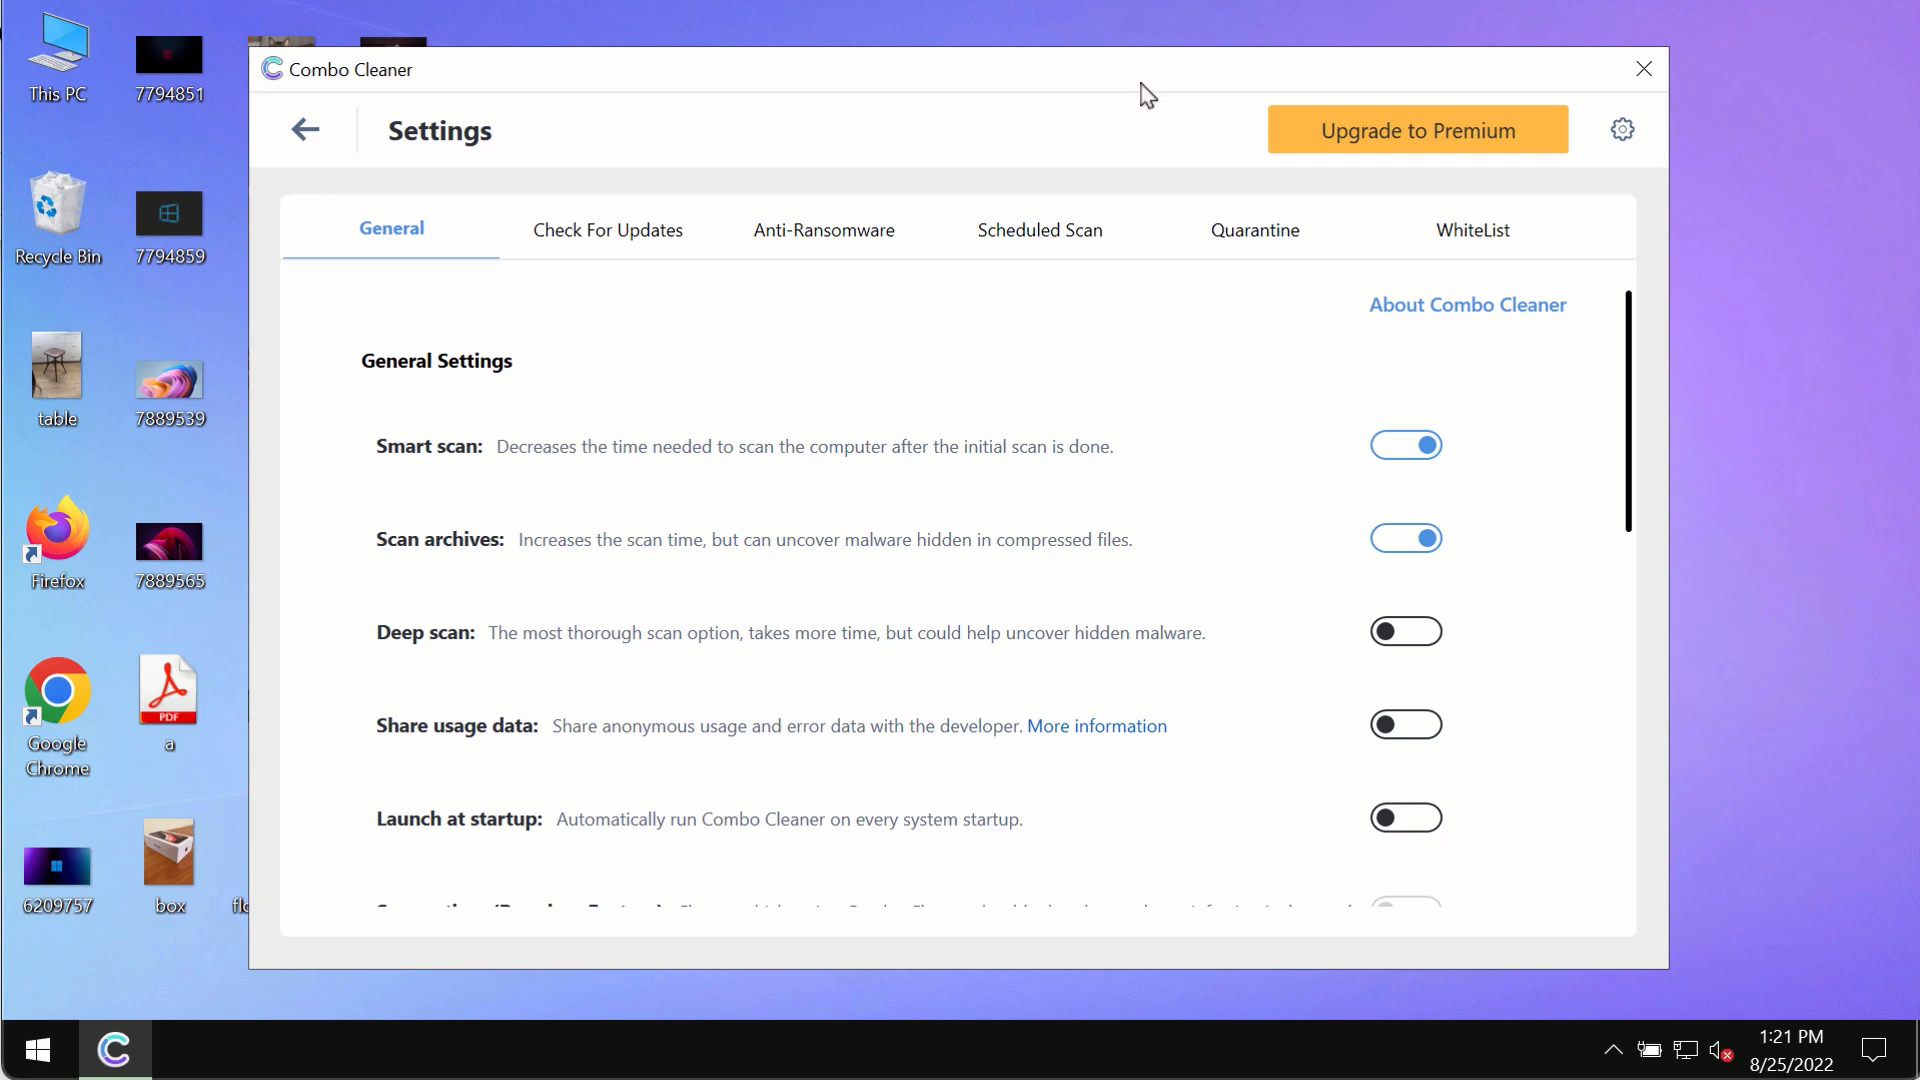 This PC
7794851
Recycle Bin
7794859
table
7889539
Firefox
7889565
Google
Chrome
PDF
a
6209757
box
Combo Cleaner
Settings
Upgrade to Premium
General
Check For Updates
Anti-Ransomware
Scheduled Scan
Quarantine
WhiteList
About Combo Cleaner
General Settings
Smart scan: Decreases the time needed to scan the computer after the initial scan is done.
Scan archives: Increases the scan time, but can uncover malware hidden in compressed files.
Deep scan: The most thorough scan option, takes more time, but could help uncover hidden malware.
Share usage data: Share anonymous usage and error data with the developer. More information
Launch at startup: Automatically run Combo Cleaner on every system startup.
1:21 PM
8/25/2022